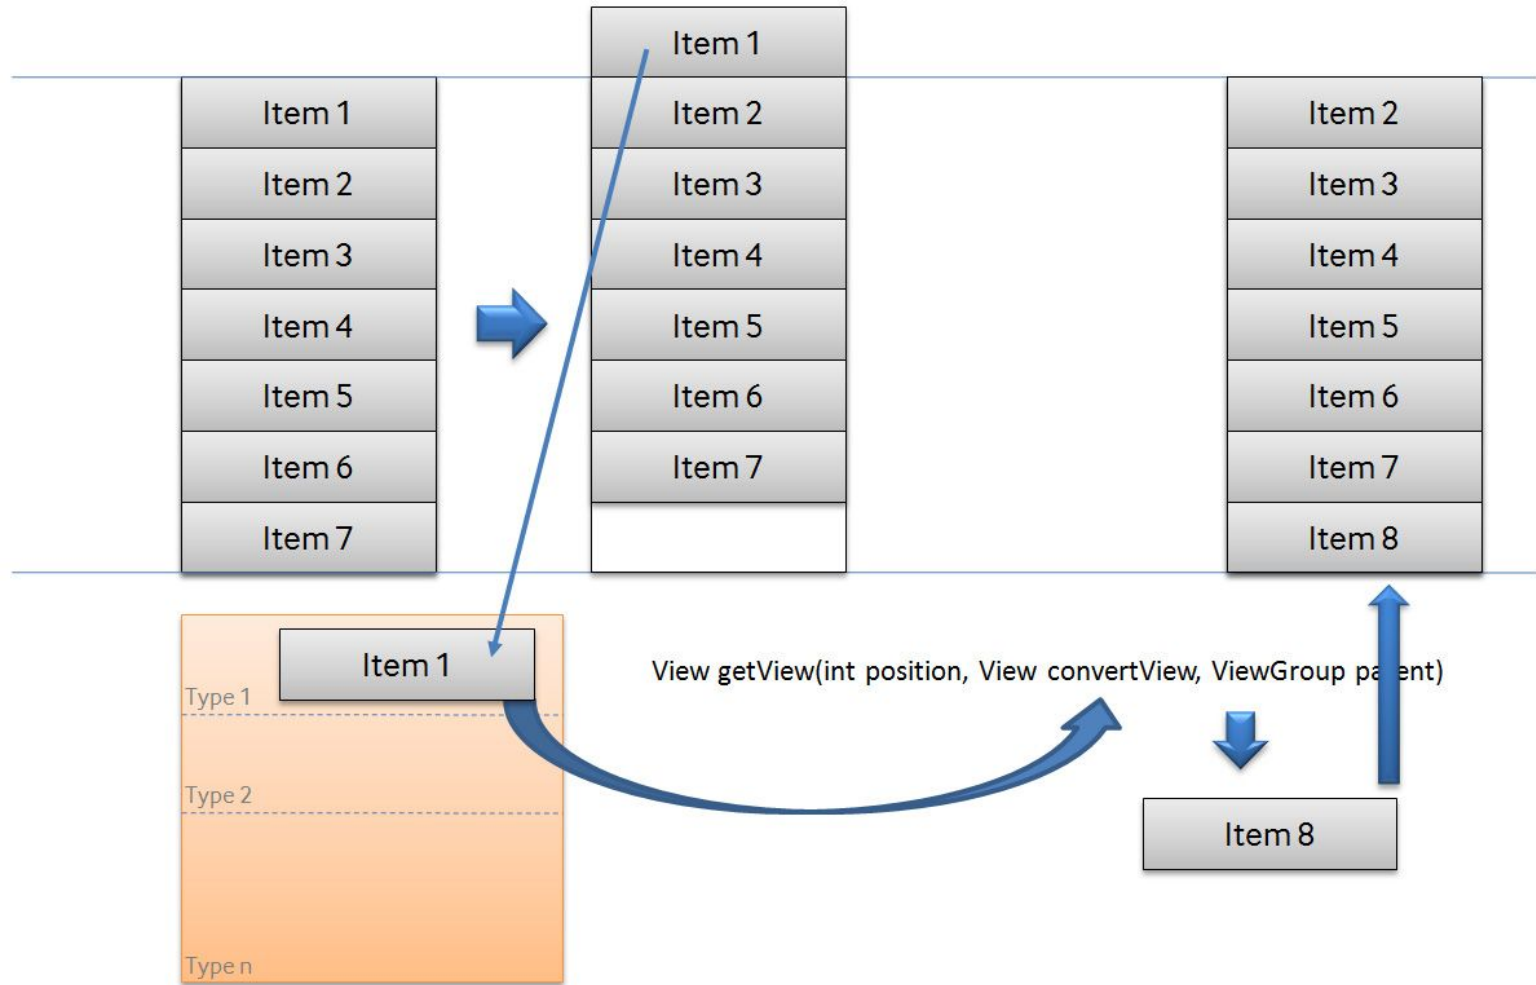 Item 1
Item 2
Item 3
Item 4
Item 5
Item 6
Item 7
Item 1
Item 2
Item 3
Item 4
Item 5
Item 6
Item 7
Item 2
Item 3
Item 4
Item 5
Item 6
Item 7
Item 8
Item 1
Type 1
Type 2
Type n
View getView(int position, View convertView, ViewGroup parent)
Item 8